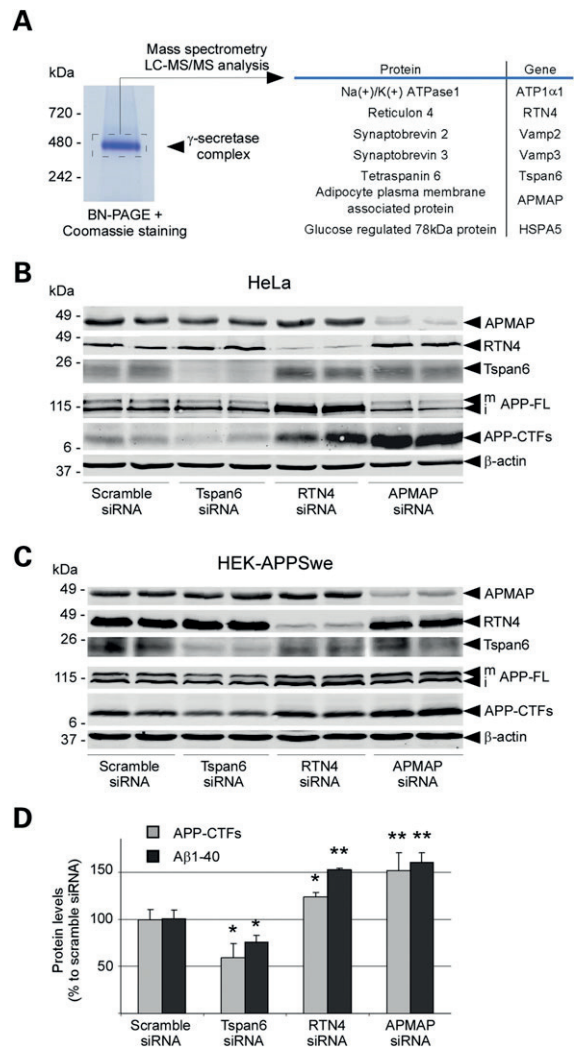 A
Mass spectrometry
LC-MS/MS analysis
kDa
720 -
480 -
242 -
γ-secretase
complex
BN-PAGE +
Coomassie staining
Protein Gene
Na(+)/K(+) ATPase1 ATP1α1
Reticulon 4 RTN4
Synaptobrevin 2 Vamp2
Synaptobrevin 3 Vamp3
Tetraspanin 6 Tspan6
Adipocyte plasma membrane
associated protein APMAP
Glucose regulated 78kDa protein HSPA5
B
HeLa
kDa
49 -
APMAP
49 -
RTN4
26 -
Tspan6
115 -
m
i APP-FL
APP-CTFs
6 -
β-actin
37 -
Scramble siRNA
Tspan6 siRNA
RTN4 siRNA
APMAP siRNA
C
HEK-APPSwe
kDa
49 -
APMAP
49 -
RTN4
26 -
Tspan6
115 -
m
i APP-FL
APP-CTFs
6 -
37 -
β-actin
Scramble siRNA
Tspan6 siRNA
RTN4 siRNA
APMAP siRNA
D
APP-CTFs
Aβ1-40
Protein levels
(% to scramble siRNA)
150
100
50
* * * ** ** **
Scramble siRNA
Tspan6 siRNA
RTN4 siRNA
APMAP siRNA